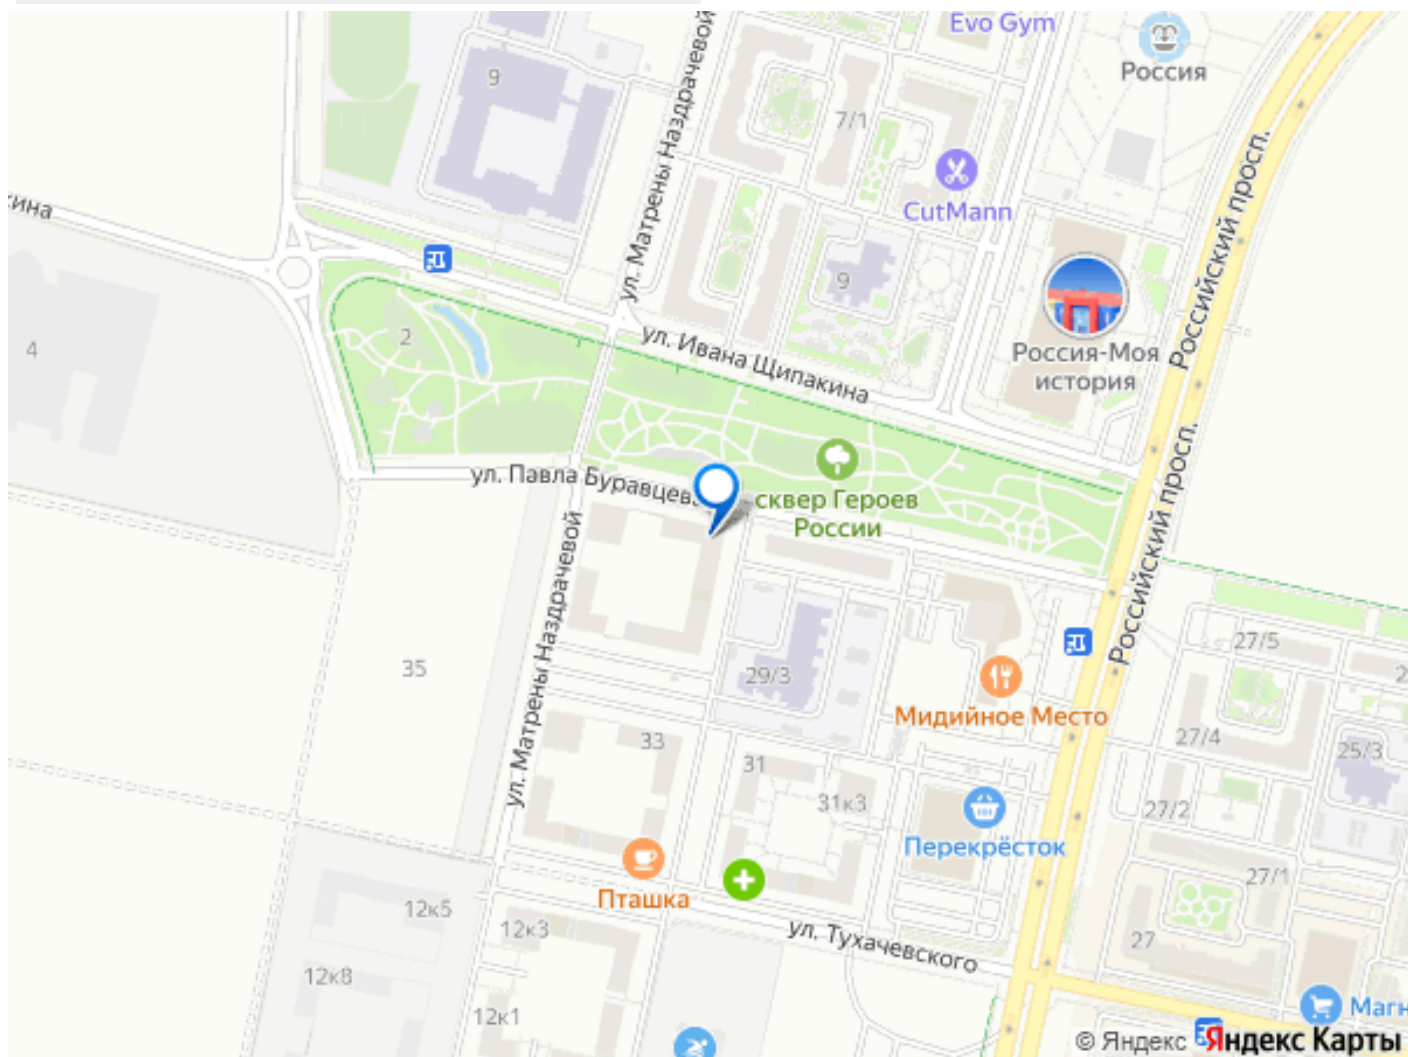 Evo Gym
Россия
9
7/1
ул. Матрены Наздрачевой
CutMann
Российский просп.
кина
9
4
2
ул. Ивана Щипакина
Россия-Моя
история
ул. Павла Буравцева
сквер Героев
России
Российский просп.
ул. Матрены Наздрачевой
35
29/3
27/5
Мидийное Место
33
31
31к3
27/4
25/3
27/2
Перекрёсток
Пташка
27/1
12к5
12к3
ул. Тухачевского
27
12к8
12к1
Магн
© Яндекс Яндекс Карты